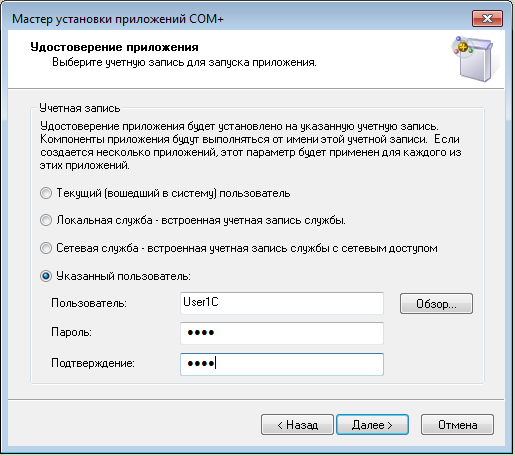 Мастер установки приложений COM+
Удостоверение приложения
Выберите учетную запись для запуска приложения.
Учетная запись
Удостоверение приложения будет установлено на указанную учетную запись.
Компоненты приложения будут выполняться от имени этой учетной записи. Если
создается несколько приложений, этот параметр будет применен для каждого из
этих приложений.
Текущий (вошедший в систему) пользователь
Локальная служба - встроенная учетная запись службы.
Сетевая служба - встроенная учетная запись службы с сетевым доступом
Указанный пользователь:
Пользователь: User1C Обзор...
Пароль: ●●●●
Подтверждение: ●●●●
< Назад Далее > Отмена